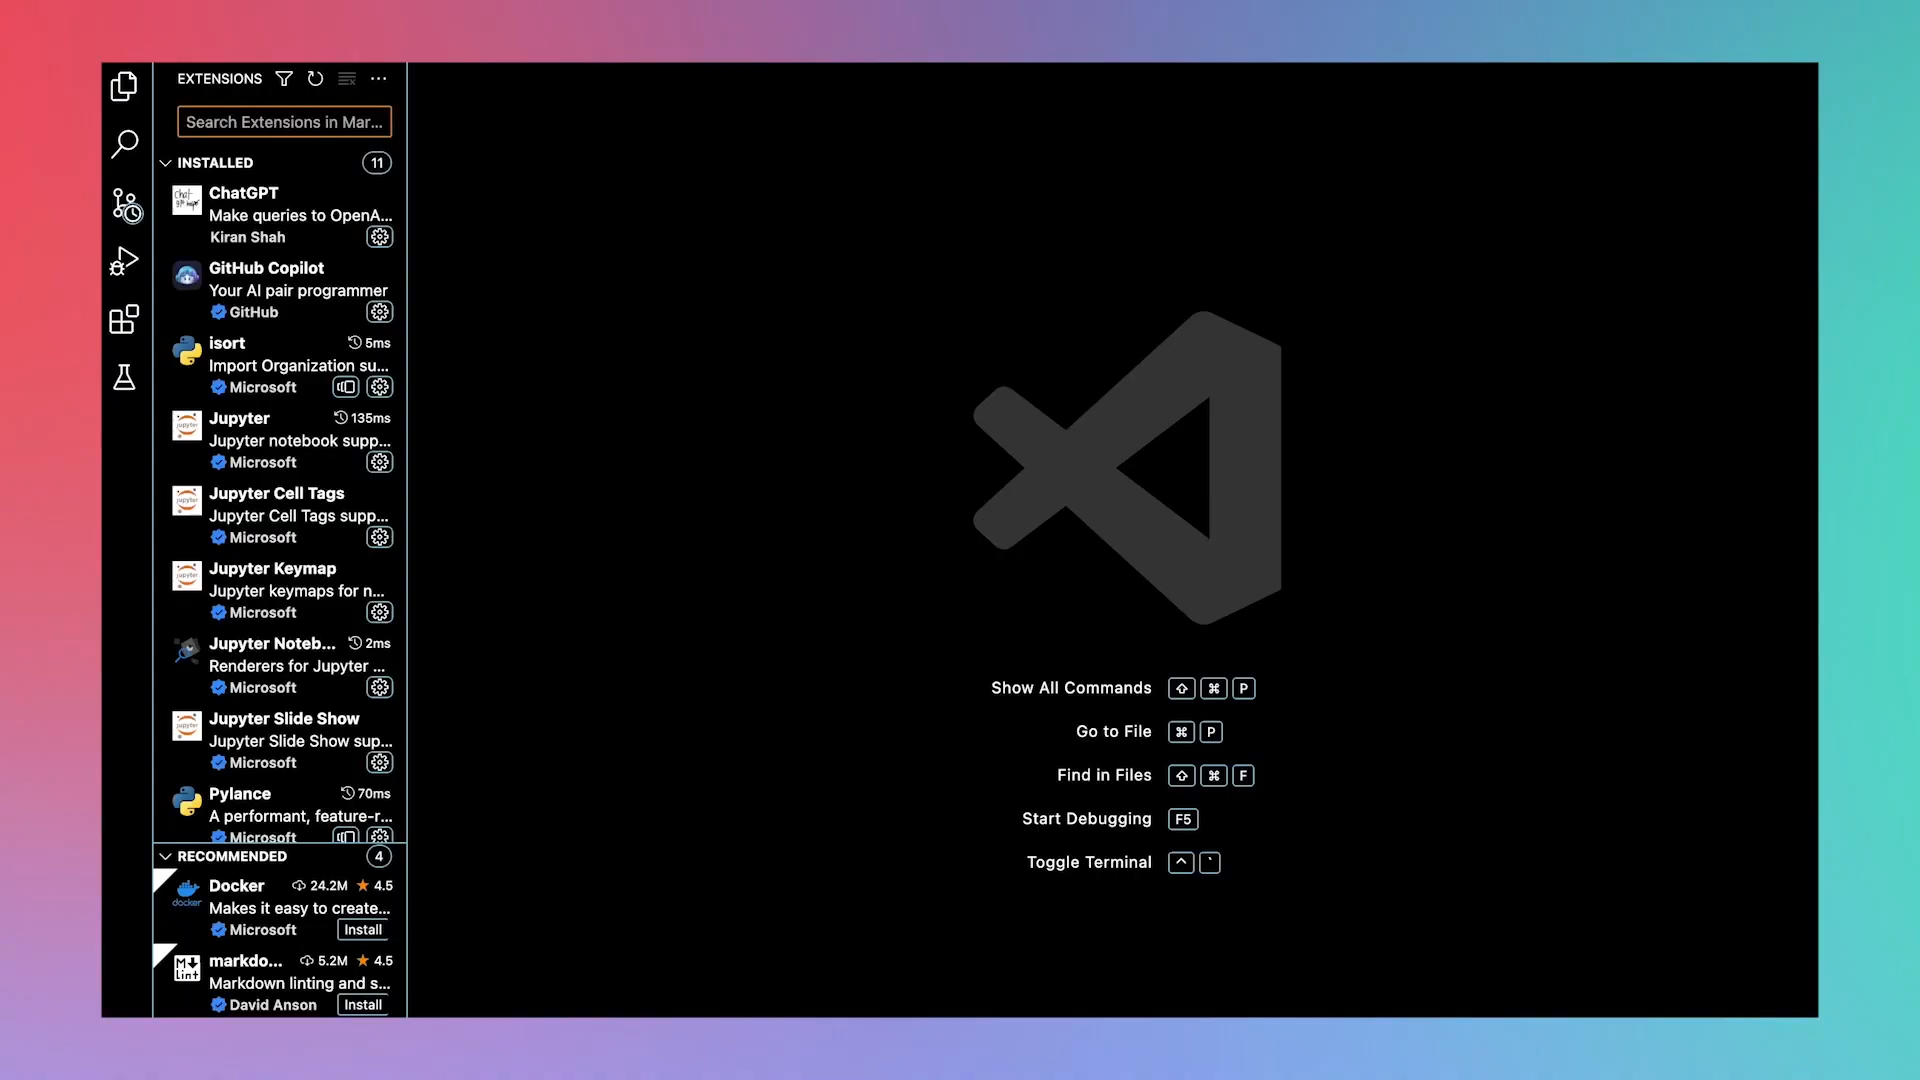 EXTENSIONS
Search Extensions in Mar...
INSTALLED 11
ChatGPT
Make queries to OpenA...
Kiran Shah
GitHub Copilot
Your AI pair programmer
GitHub
isort 5ms
Import Organization su...
Microsoft
Jupyter 135ms
Jupyter notebook supp...
Microsoft
Jupyter Cell Tags
Jupyter Cell Tags supp...
Microsoft
Jupyter Keymap
Jupyter keymaps for n...
Microsoft
Jupyter Noteb... 2ms
Renderers for Jupyter ...
Microsoft
Jupyter Slide Show
Jupyter Slide Show sup...
Microsoft
Pylance 70ms
A performant, feature-r...
Microsoft
RECOMMENDED 4
Docker 24.2M ★ 4.5
docker
Makes it easy to create...
Microsoft Install
markdo... 5.2M ★ 4.5
M↓ lint
Markdown linting and s...
David Anson Install
Show All Commands ⇧ ⌘ P
Go to File ⌘ P
Find in Files ⇧ ⌘ F
Start Debugging F5
Toggle Terminal ^ `